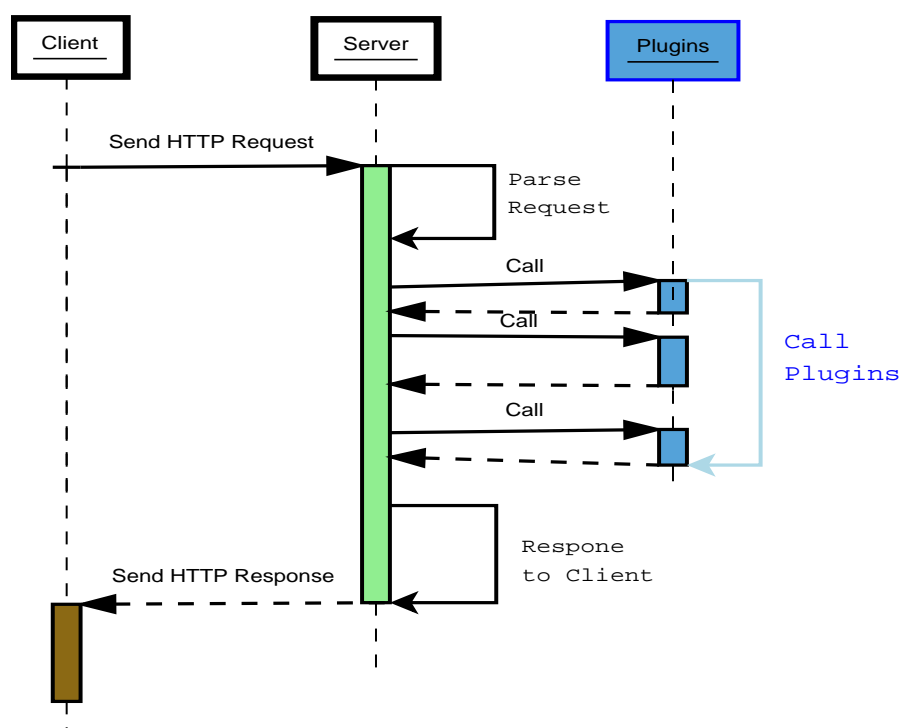 Client
Server
Plugins
Send HTTP Request
Parse
Request
Call
Call
Call
Plugins
Call
Respone
to Client
Send HTTP Response